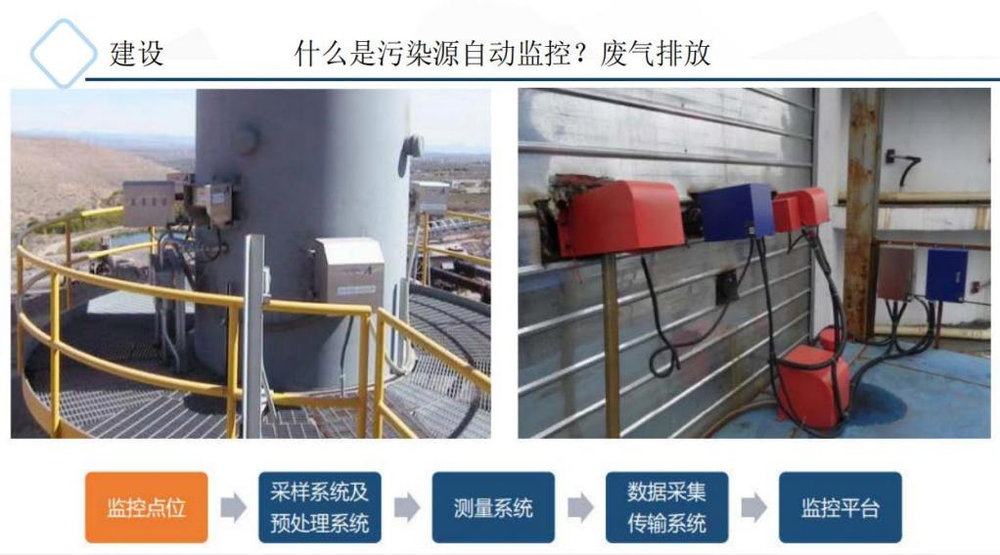 建设
什么是污染源自动监控？废气排放
监控点位
采样系统及
预处理系统
测量系统
数据采集
传输系统
监控平台